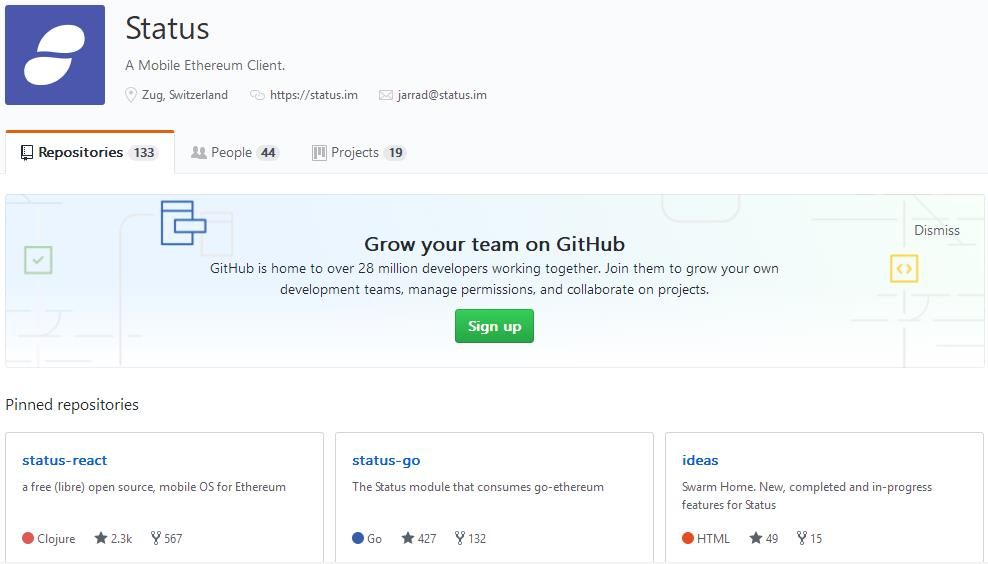 Status
A Mobile Ethereum Client.
Zug, Switzerland https://status.im jarrad@status.im
Repositories 133 People 44 Projects 19
Dismiss
Grow your team on GitHub
GitHub is home to over 28 million developers working together. Join them to grow your own
development teams, manage permissions, and collaborate on projects.
Sign up
Pinned repositories
status-react
a free (libre) open source, mobile OS for Ethereum
Clojure 2.3k 567
status-go
The Status module that consumes go-ethereum
Go 427 132
ideas
Swarm Home. New, completed and in-progress
features for Status
HTML 49 15